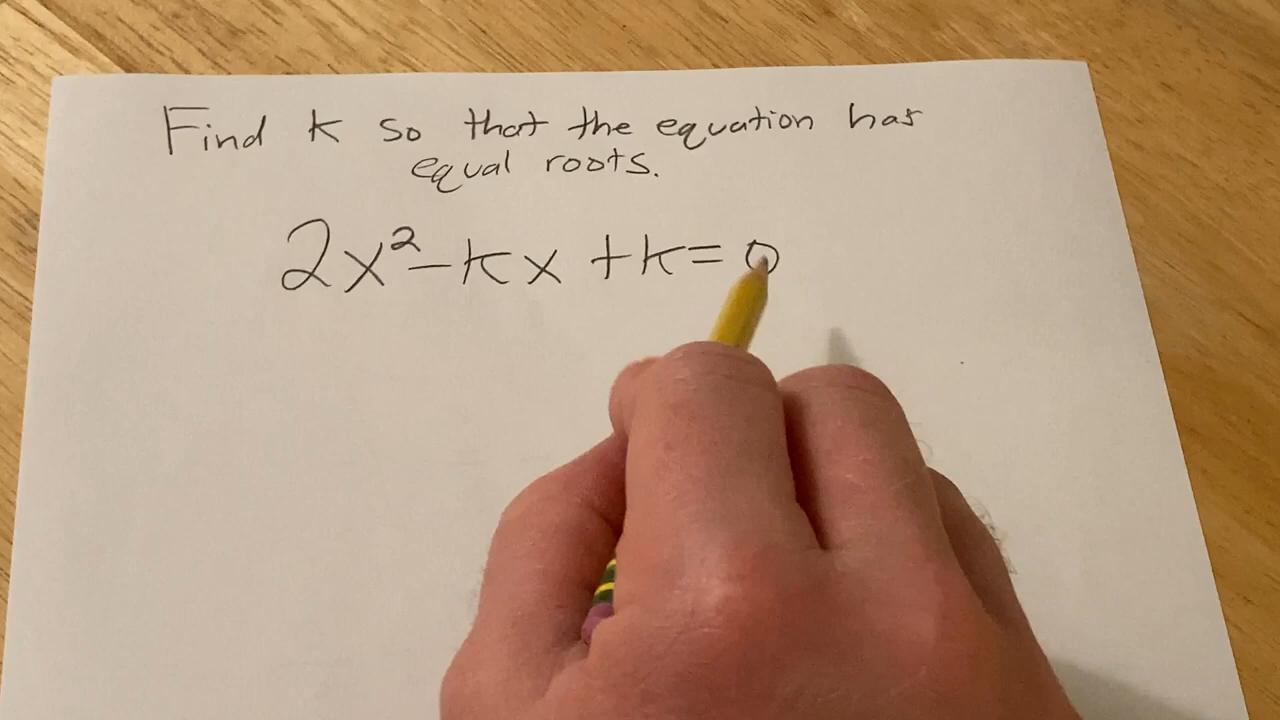 Find k so that the equation has
equal roots.
2x²-kx+k=0